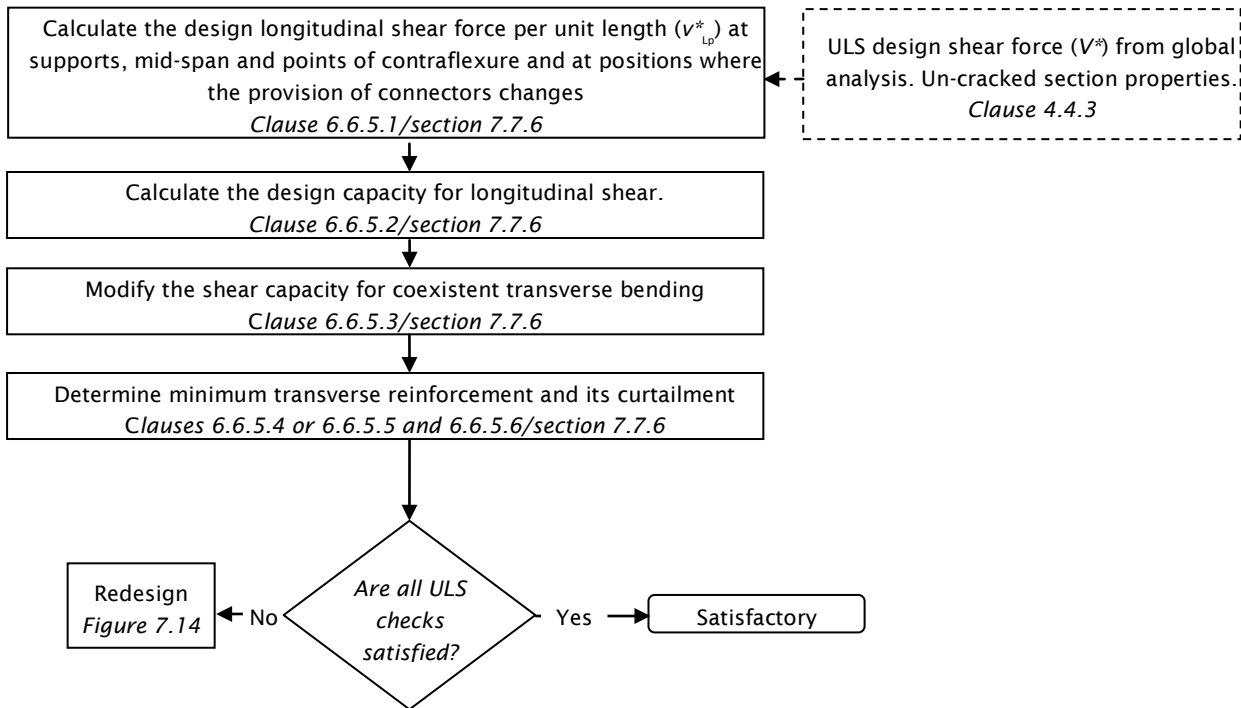 Calculate the design longitudinal shear force per unit length (v*Lp) at
supports, mid-span and points of contraflexure and at positions where
the provision of connectors changes
Clause 6.6.5.1/section 7.7.6
ULS design shear force (V*) from global
analysis. Un-cracked section properties.
Clause 4.4.3
Calculate the design capacity for longitudinal shear.
Clause 6.6.5.2/section 7.7.6
Modify the shear capacity for coexistent transverse bending
Clause 6.6.5.3/section 7.7.6
Determine minimum transverse reinforcement and its curtailment
Clauses 6.6.5.4 or 6.6.5.5 and 6.6.5.6/section 7.7.6
Redesign
Figure 7.14
No
Are all ULS
checks
satisfied?
Yes
Satisfactory